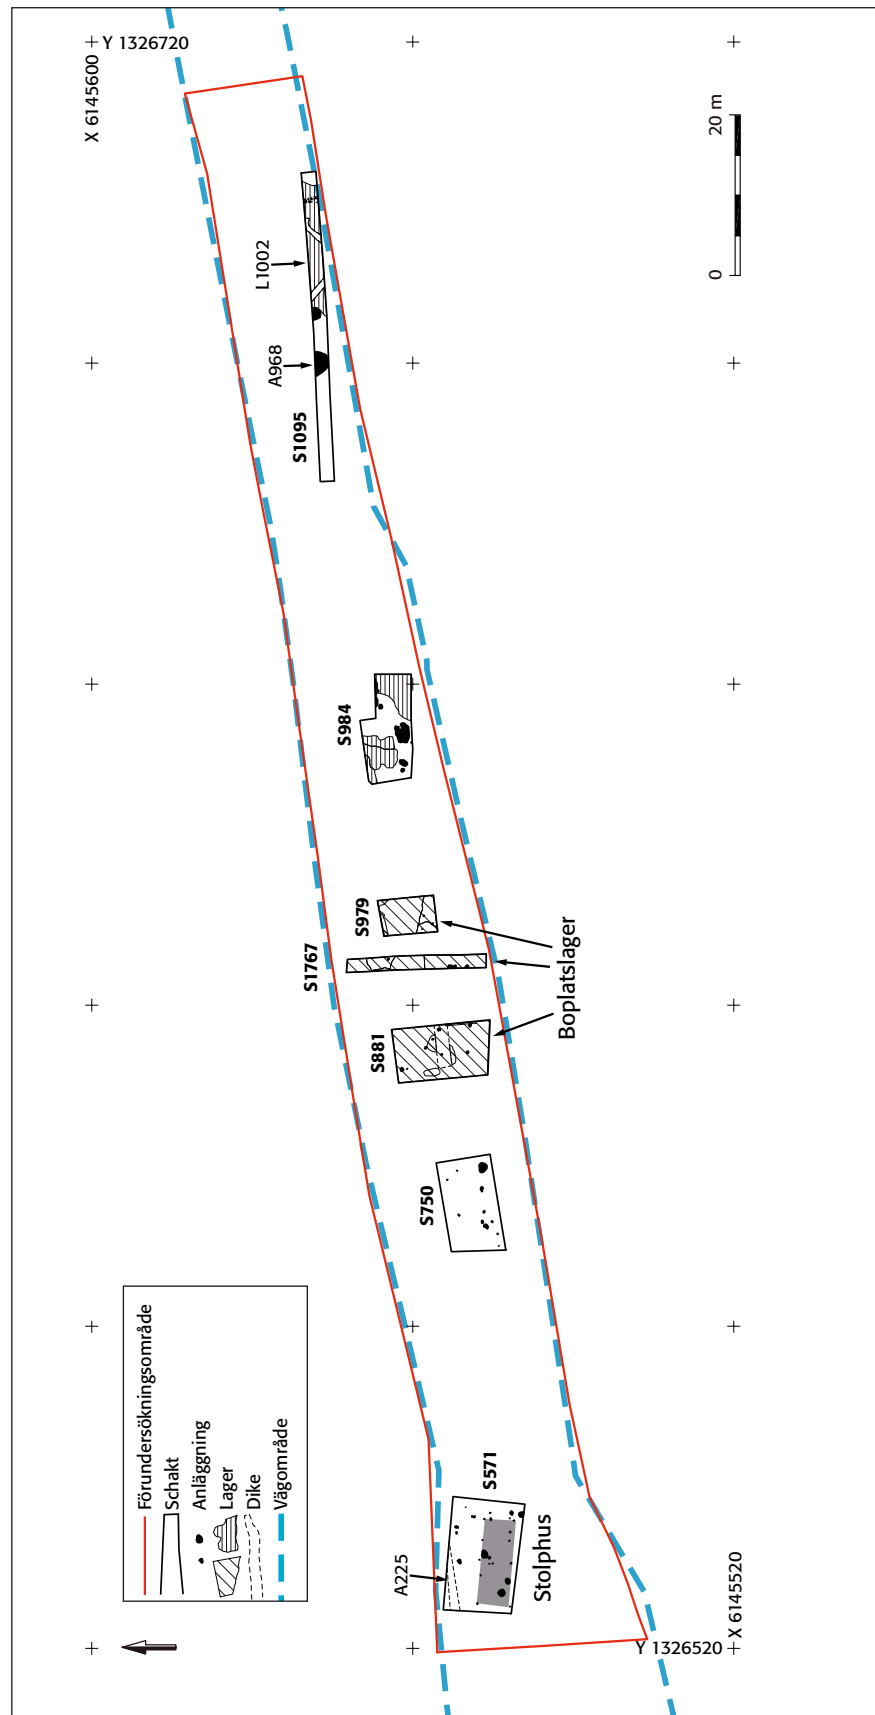 Y 1326720
X 6145600
20 m
0
L1002
A968
S1095
S984
S979
S1767
Boplatslager
S881
S750
Förundersökningsområde
Schakt
Anläggning
Lager
Dike
Vägområde
S571
A225
Stolphus
Y 1326520
X 6145520